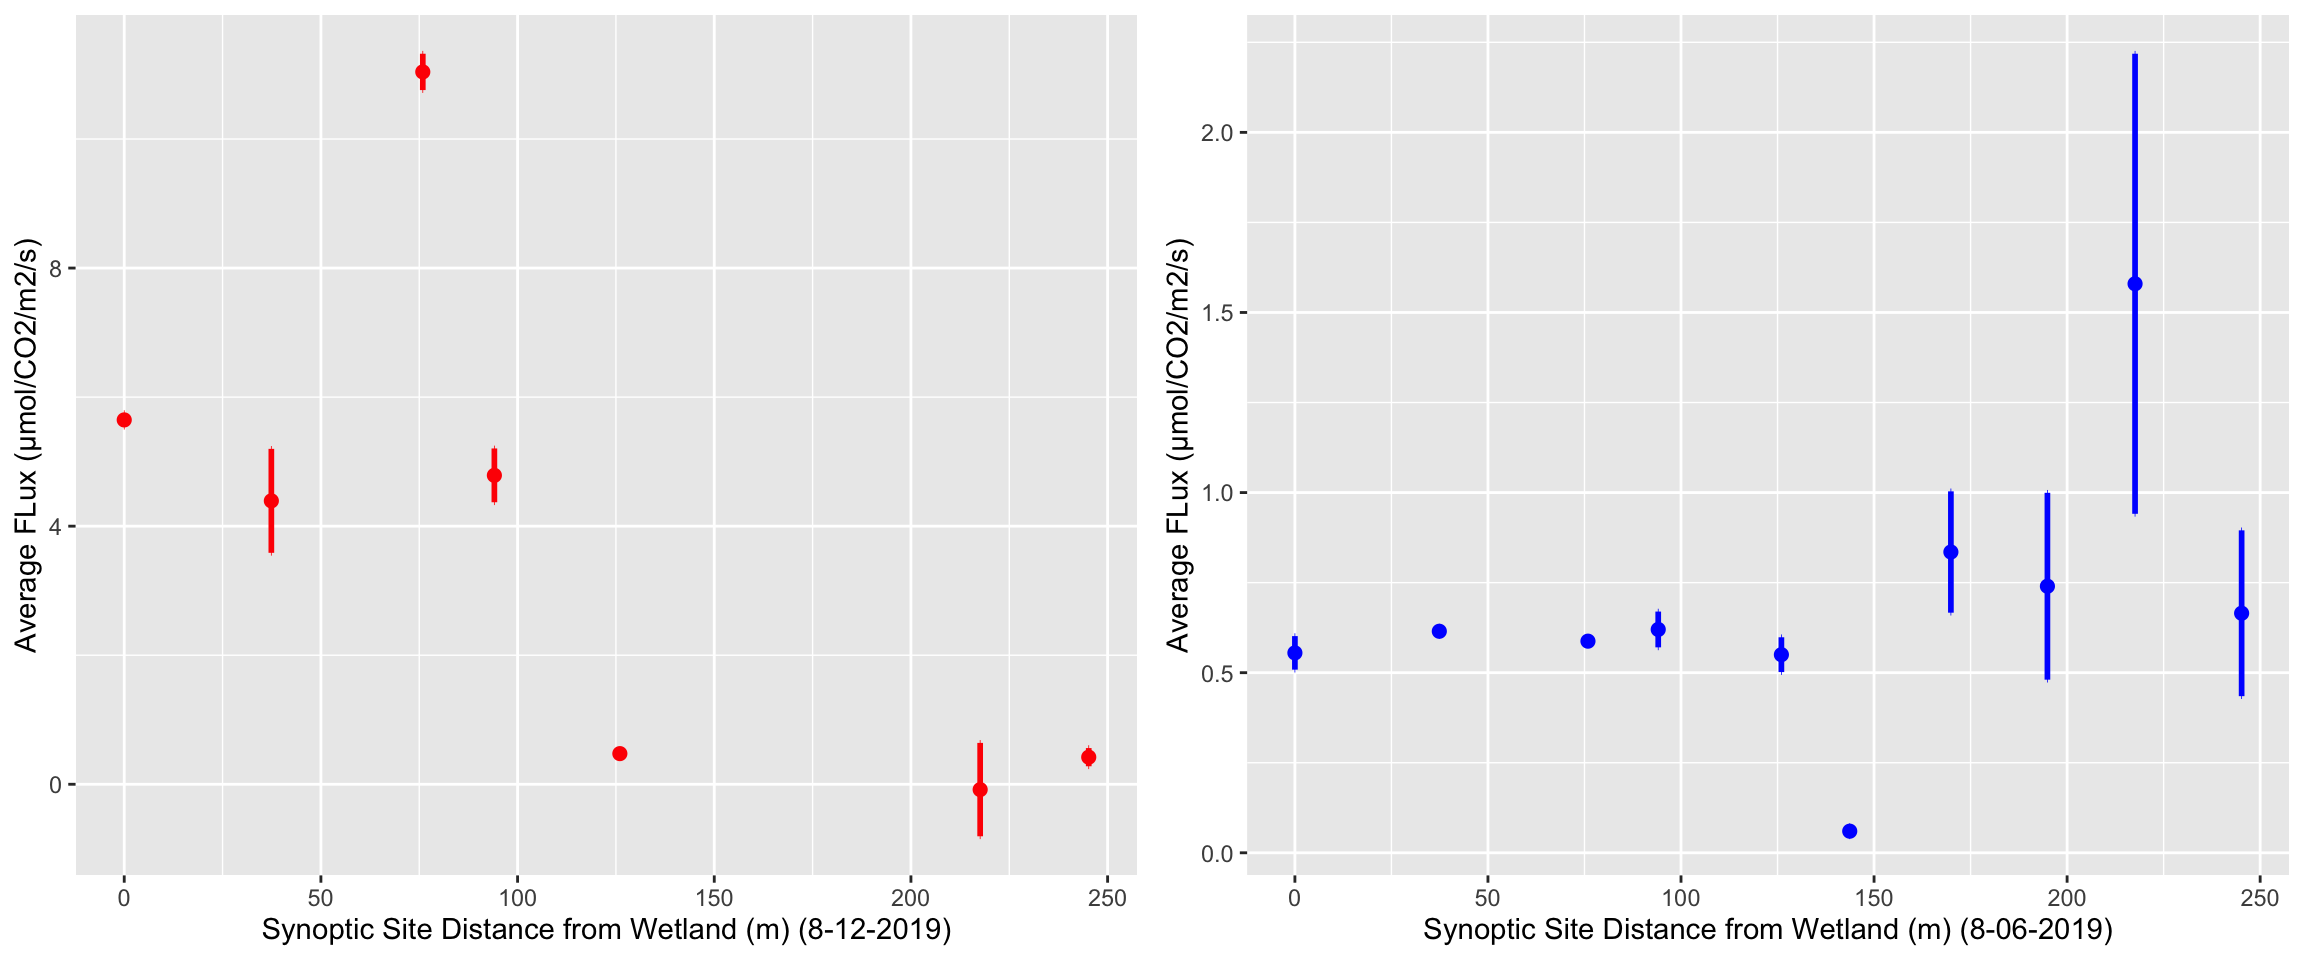 Average FLux (μmol/CO2/m2/s)
8
4
0
0 50 100 150 200 250
Synoptic Site Distance from Wetland (m) (8-12-2019)
Average FLux (μmol/CO2/m2/s)
2.0
1.5
1.0
0.5
0.0
0 50 100 150 200 250
Synoptic Site Distance from Wetland (m) (8-06-2019)